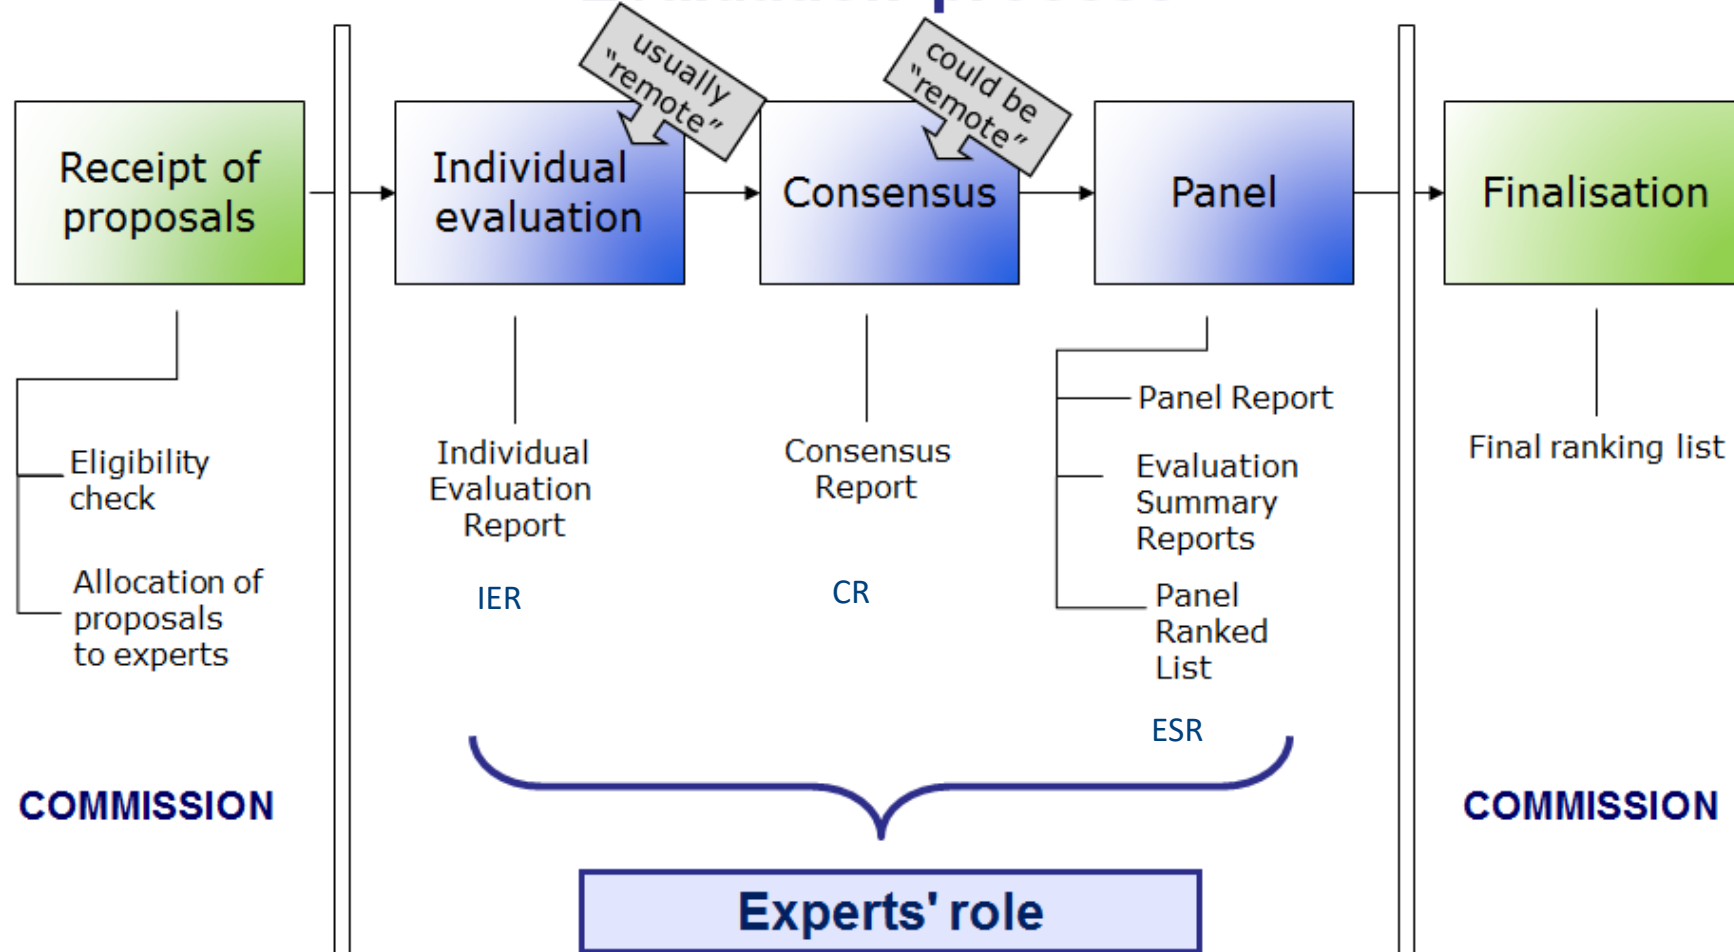 usually
"remote"
could be
"remote"
Receipt of
proposals
Individual
evaluation
Consensus
Panel
Finalisation
Eligibility
check
Allocation of
proposals
to experts
Individual
Evaluation
Report
IER
Consensus
Report
CR
Panel Report
Evaluation
Summary
Reports
Panel
Ranked
List
ESR
Final ranking list
COMMISSION
COMMISSION
Experts' role